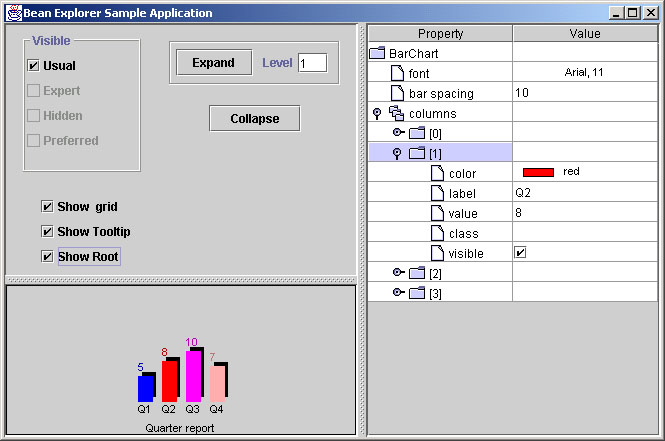 Bean Explorer Sample Application
Visible
Usual
Expert
Hidden
Preferred
Expand Level 1
Collapse
Show grid
Show Tooltip
Show Root
5 8 10 7
Q1 Q2 Q3 Q4
Quarter report
Property Value
BarChart
font Arial, 11
bar spacing 10
columns
[0]
[1]
color red
label Q2
value 8
class
visible
[2]
[3]